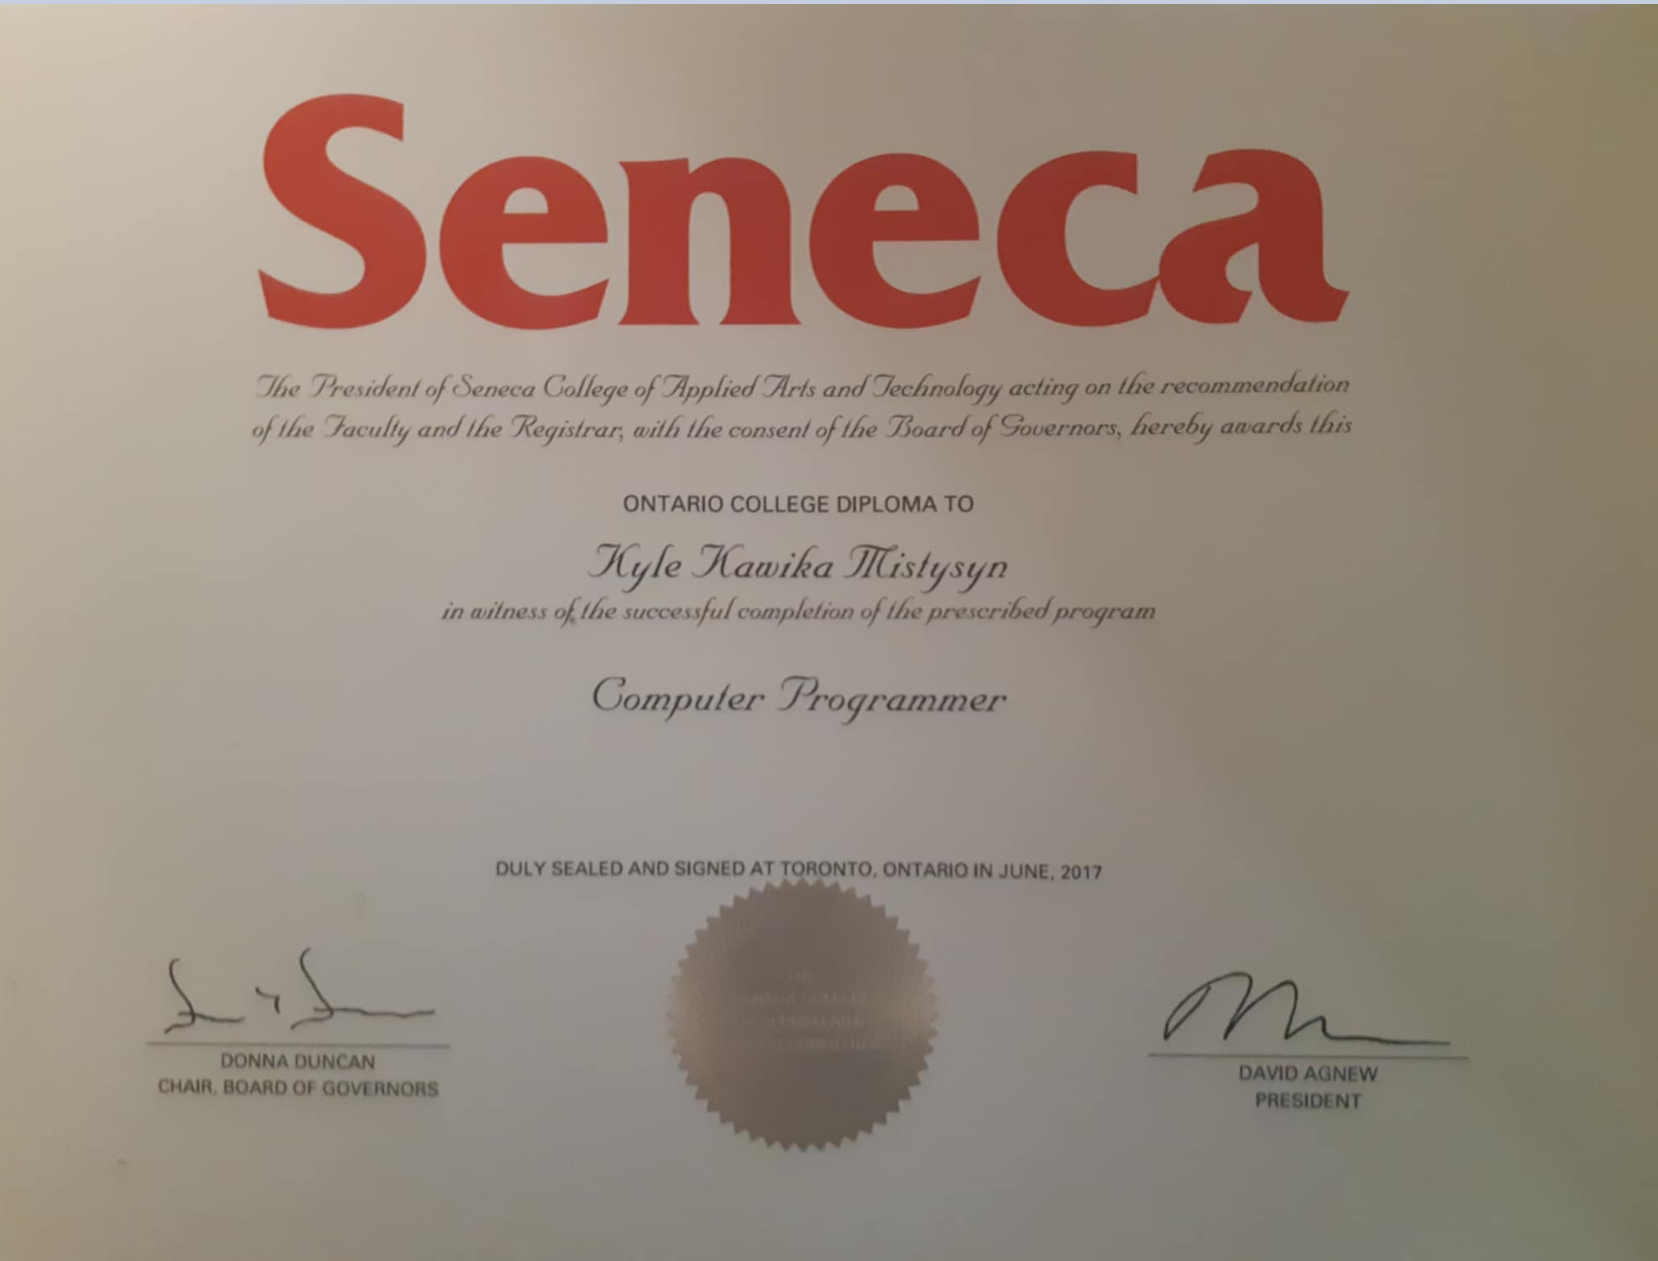 Seneca
The President of Seneca College of Applied Arts and Technology acting on the recommendation
of the Faculty and the Registrar, with the consent of the Board of Governors, hereby awards this
ONTARIO COLLEGE DIPLOMA TO
Kyle Kawika Mistysyn
in witness of the successful completion of the prescribed program
Computer Programmer
DULY SEALED AND SIGNED AT TORONTO, ONTARIO IN JUNE, 2017
DONNA DUNCAN
CHAIR, BOARD OF GOVERNORS
DAVID AGNEW
PRESIDENT